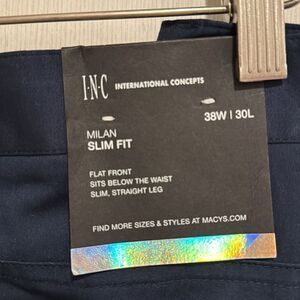 I·N·C INTERNATIONAL CONCEPTS
38W | 30L
MILAN
SLIM FIT
FLAT FRONT
SITS BELOW THE WAIST
SLIM, STRAIGHT LEG
FIND MORE SIZES & STYLES AT MACYS.COM